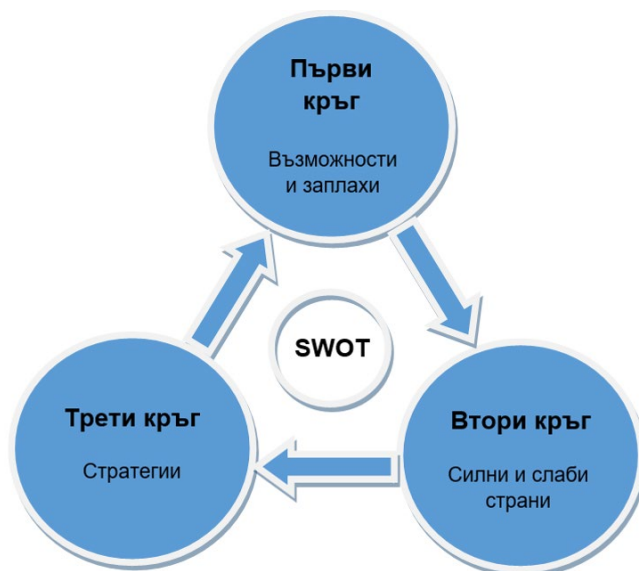 Първи
кръг
Възможности
и заплахи
SWOT
Трети кръг
Стратегии
Втори кръг
Силни и слаби
страни